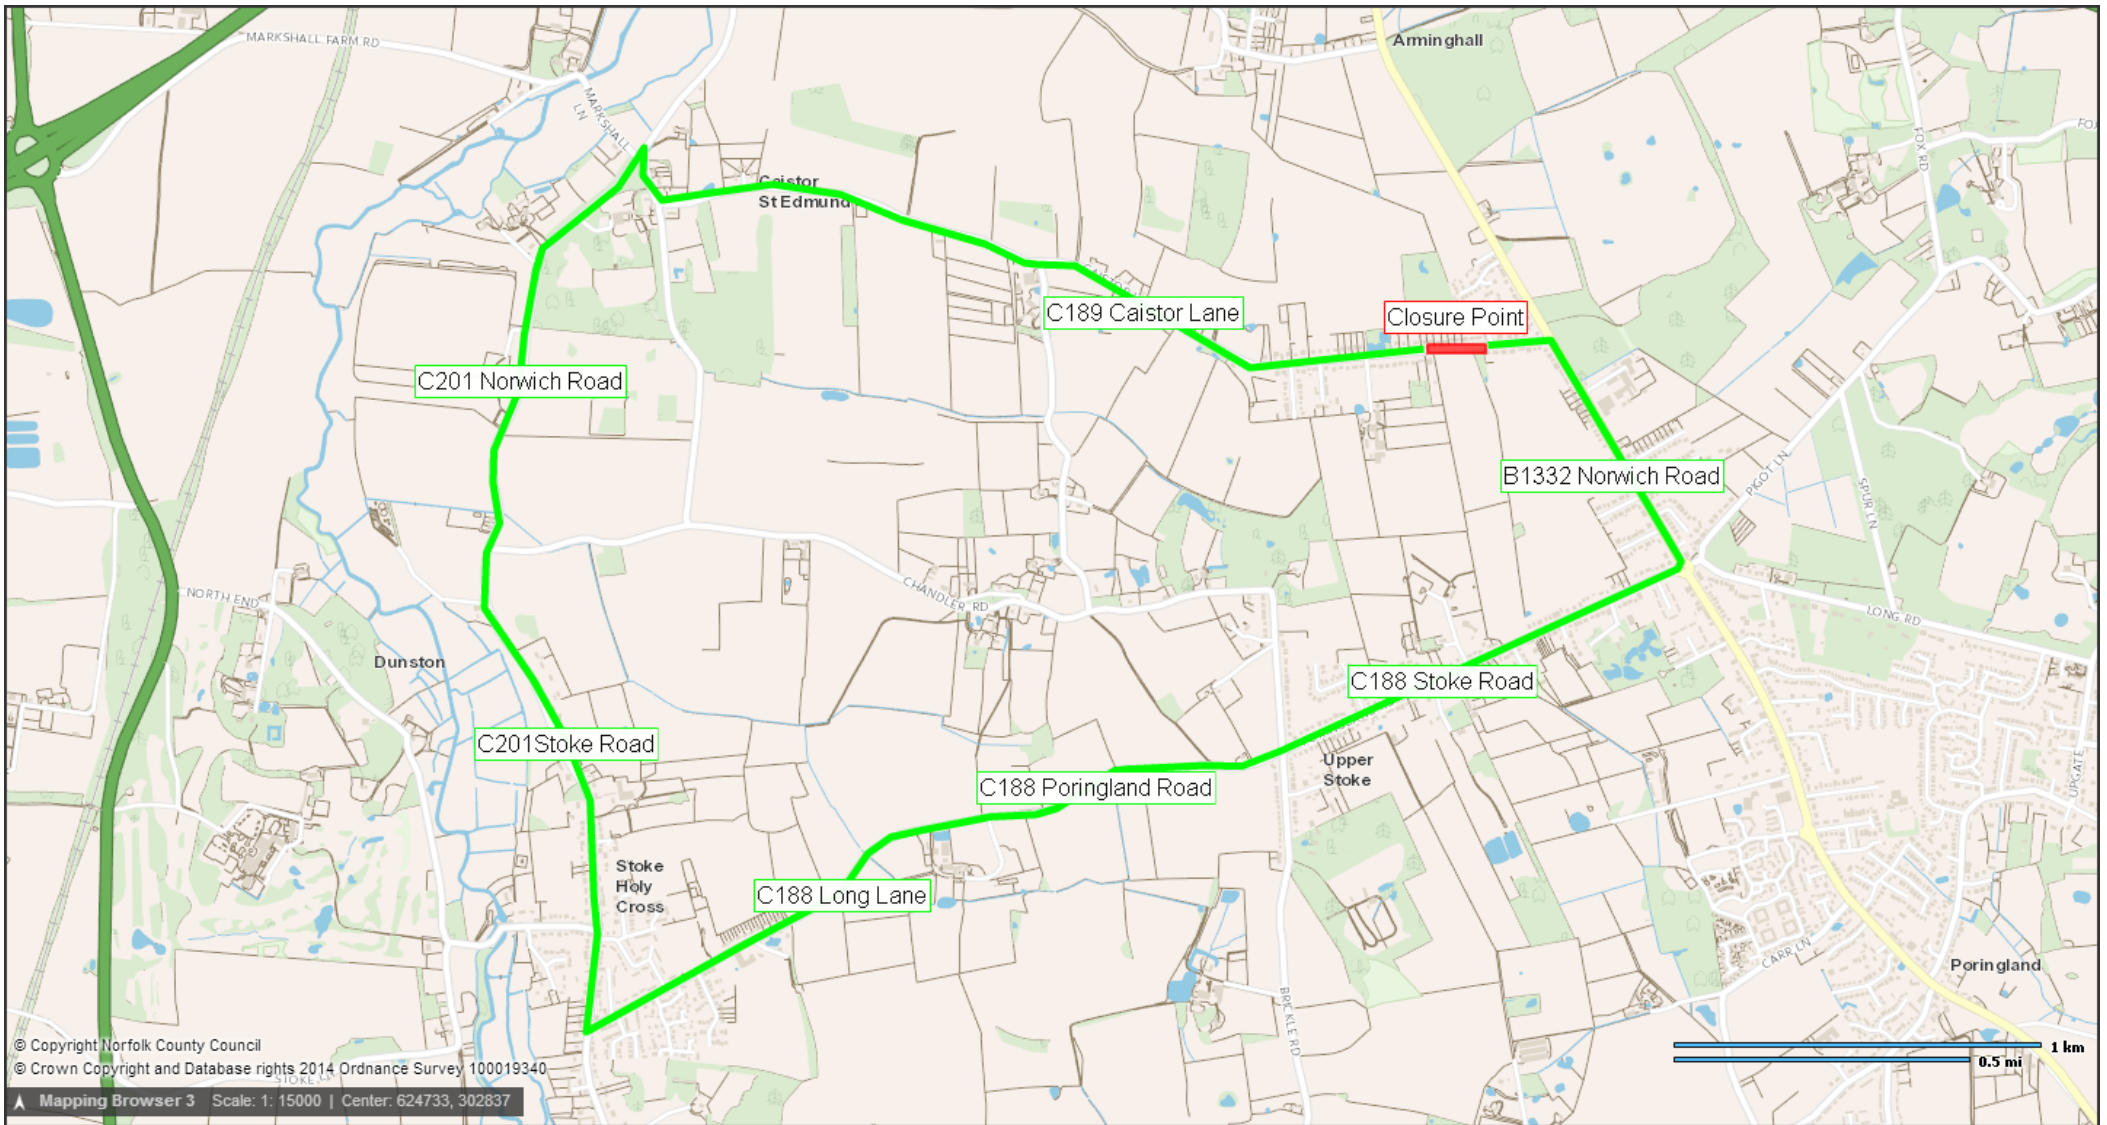 MARKSHALL FARM RD
Arminghall
MARKSHALL
LN
FOX RD
FO
Caistor
St Edmund
CAISTOR L
C189 Caistor Lane
Closure Point
C201 Norwich Road
B1332 Norwich Road
PIGOT LN
SPUR LN
CHANDLER RD
NORTH END
LONG RD
Dunston
C188 Stoke Road
C201Stoke Road
Upper
Stoke
C188 Poringland Road
UPGATE
Stoke
Holy
Cross
C188 Long Lane
CARR LN
Poringland
BRICKLE RD
© Copyright Norfolk County Council
© Crown Copyright and Database rights 2014 Ordnance Survey 100019340
STOKE L
Mapping Browser 3 Scale: 1: 15000 | Center: 624733, 302837
1 km
0.5 mi